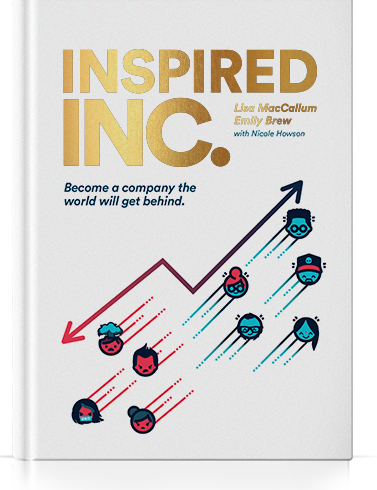 INSPIRED
INC.
Lisa MacCallum
Emily Brew
with Nicole Howson
Become a company the
world will get behind.